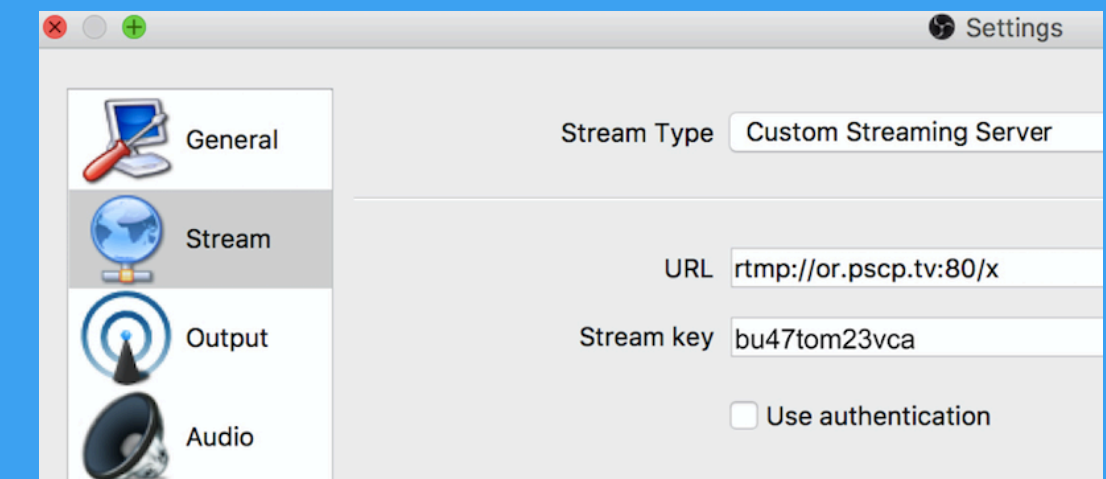 Settings
General
Stream
Output
Audio
Stream Type Custom Streaming Server
URL rtmp://or.pscp.tv:80/x
Stream key bu47tom23vca
Use authentication